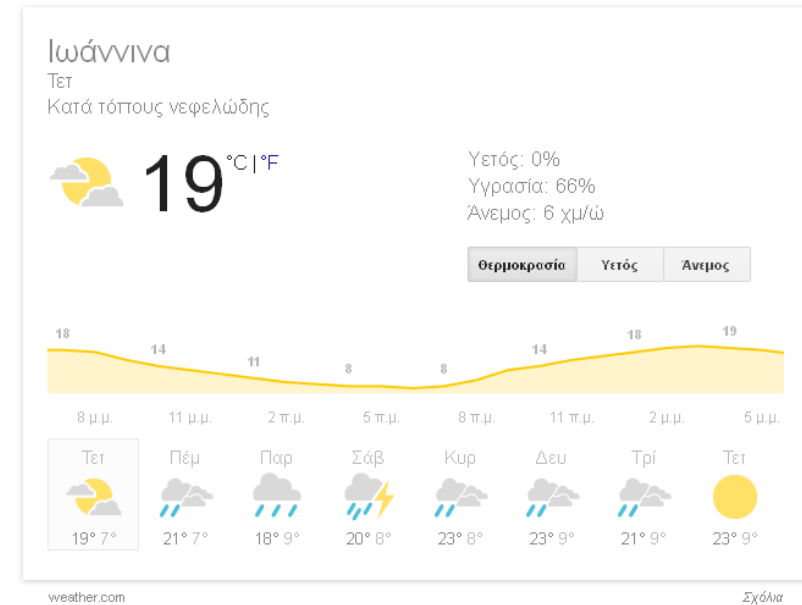 Ιωάννινα
Τετ
Κατά τόπους νεφελώδης
19 °C | °F
Υετός: 0%
Υγρασία: 66%
Άνεμος: 6 χμ/ώ
Θερμοκρασία Υετός Άνεμος
18 14 11 8 8 14 18 19
8 μ.μ. 11 μ.μ. 2 π.μ. 5 π.μ. 8 π.μ. 11 π.μ. 2 μ.μ. 5 μ.μ.
Τετ Πέμ Παρ Σάβ Κυρ Δευ Τρί Τετ
19° 7° 21° 7° 18° 9° 20° 8° 23° 8° 23° 9° 21° 9° 23° 9°
weather.com Σχόλια